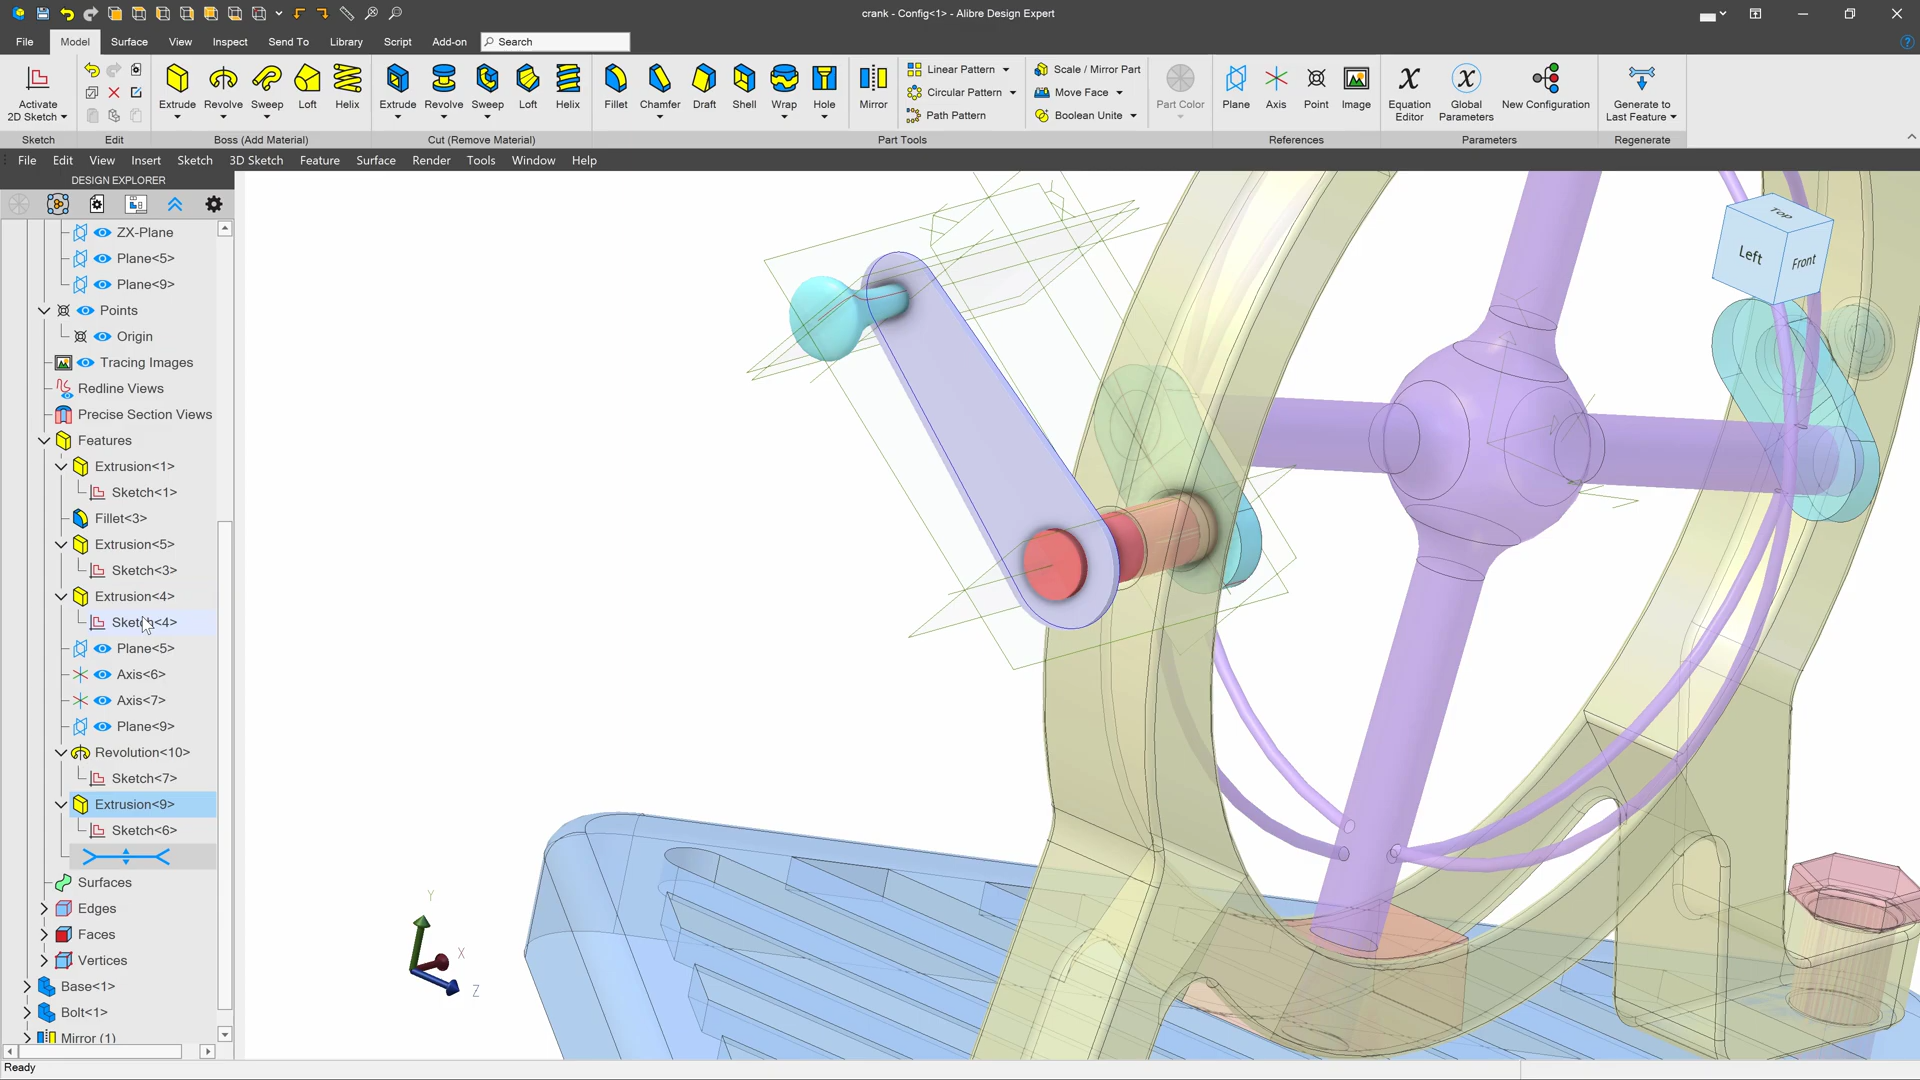 crank - Config<1> - Alibre Design Expert
File Model Surface View Inspect Send To Library Script Add-on Search
Activate 2D Sketch
Extrude Revolve Sweep Loft Helix
Extrude Revolve Sweep Loft Helix
Fillet Chamfer Draft Shell Wrap Hole Mirror
Linear Pattern
Circular Pattern
Path Pattern
Scale / Mirror Part
Move Face
Boolean Unite
Part Color
Plane Axis Point Image
Equation Editor
Global Parameters
New Configuration
Generate to Last Feature
Sketch Edit Boss (Add Material) Cut (Remove Material) Part Tools References Parameters Regenerate
File Edit View Insert Sketch 3D Sketch Feature Surface Render Tools Window Help
DESIGN EXPLORER
ZX-Plane
Plane<5>
Plane<9>
Points
Origin
Tracing Images
Redline Views
Precise Section Views
Features
Extrusion<1>
Sketch<1>
Fillet<3>
Extrusion<5>
Sketch<3>
Extrusion<4>
Sketch<4>
Plane<5>
Axis<6>
Axis<7>
Plane<9>
Revolution<10>
Sketch<7>
Extrusion<9>
Sketch<6>
Surfaces
Edges
Faces
Vertices
Base<1>
Bolt<1>
Mirror (1)
Top
Left
Front
Y
X
Z
Ready